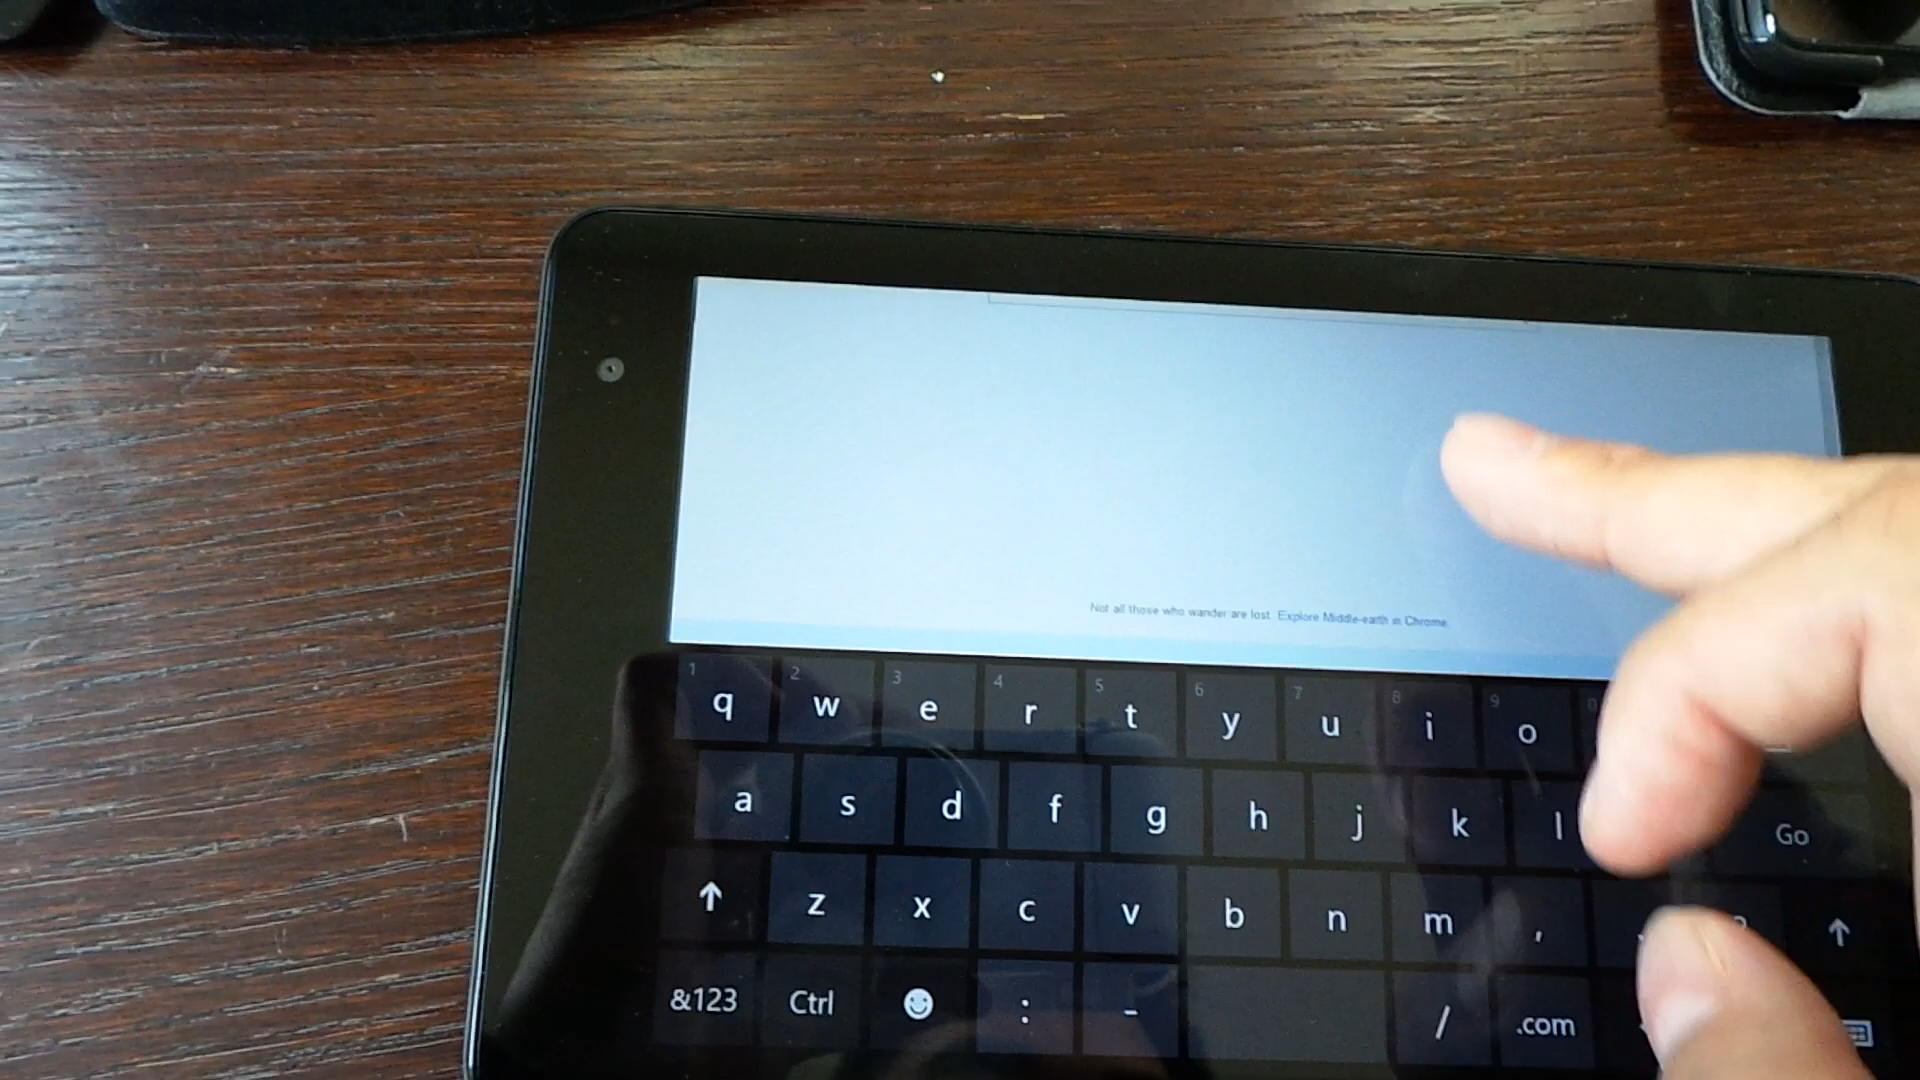 Not all those who wander are lost. Explore Middle-earth in Chrome.
1 2 3 4 5 6 7 8 9
q w e r t y u i o
a s d f g h j k l Go
z x c v b n m ,
&123 Ctrl : - / .com